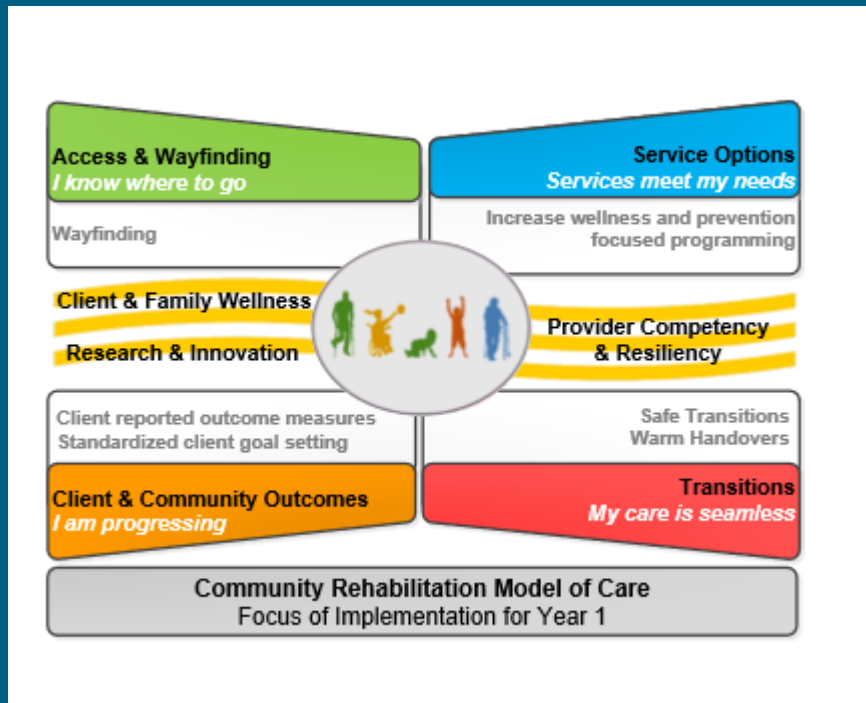 Access & Wayfinding
I know where to go
Wayfinding
Service Options
Services meet my needs
Increase wellness and prevention
focused programming
Client & Family Wellness
Research & Innovation
Provider Competency
& Resiliency
Client reported outcome measures
Standardized client goal setting
Client & Community Outcomes
I am progressing
Safe Transitions
Warm Handovers
Transitions
My care is seamless
Community Rehabilitation Model of Care
Focus of Implementation for Year 1